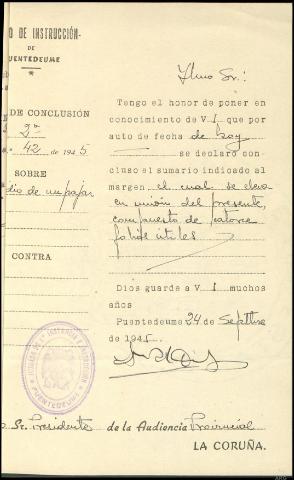 O DE INSTRUCCIÓN
DE
UENTEDEUME
DE CONCLUSIÓN
2ª
42 de 1945
SOBRE
dio de un pajar
CONTRA
Ilmo Sr.:
Tengo el honor de poner en
conocimiento de V I que por
auto de fecha de hoy
se declaró con-
cluso el sumario indicado al
margen, el cual se eleva
en unión del presente,
compuesto de catorce
folios útiles
Dios guarde a V I muchos
años
Puentedeume 24 de Septbre
de 1945.
PUENTEDEUME
Sr. Presidente de la Audiencia Provincial
LA CORUÑA.